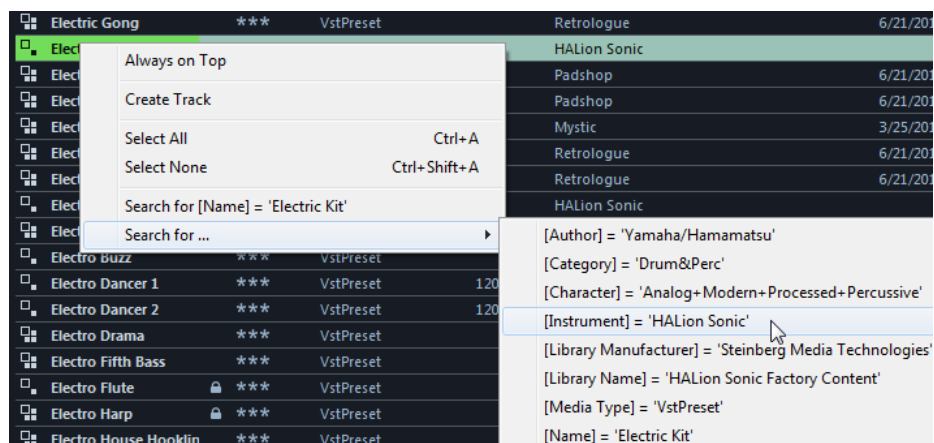 Electric Gong *** VstPreset Retrologue 6/21/201
Elect HALion Sonic
Elect Padshop 6/21/201
Elect Padshop 6/21/201
Elect Mystic 3/25/201
Elect Retrologue 6/21/201
Elect Retrologue 6/21/201
Elect HALion Sonic
Elect
Always on Top
Create Track
Select All Ctrl+A
Select None Ctrl+Shift+A
Search for [Name] = 'Electric Kit'
Search for ...
[Author] = 'Yamaha/Hamamatsu'
[Category] = 'Drum&Perc'
[Character] = 'Analog+Modern+Processed+Percussive'
[Instrument] = 'HALion Sonic'
[Library Manufacturer] = 'Steinberg Media Technologies'
[Library Name] = 'HALion Sonic Factory Content'
[Media Type] = 'VstPreset'
[Name] = 'Electric Kit'
Electro Buzz *** VstPreset
Electro Dancer 1 *** VstPreset 120
Electro Dancer 2 *** VstPreset 120
Electro Drama *** VstPreset
Electro Fifth Bass *** VstPreset
Electro Flute *** VstPreset
Electro Harp *** VstPreset
Electro House Hooklin *** VstPreset